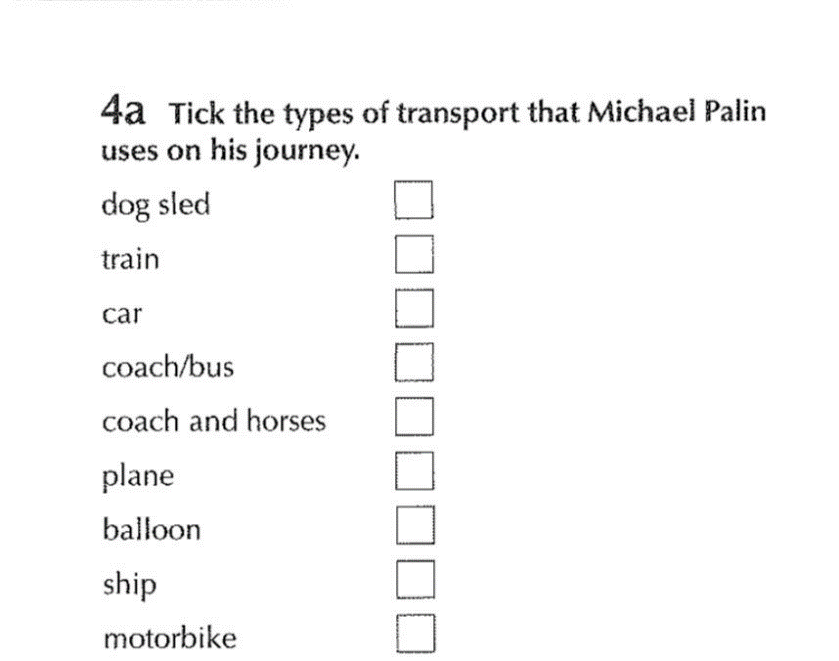 4a Tick the types of transport that Michael Palin
uses on his journey.
dog sled
train
car
coach/bus
coach and horses
plane
balloon
ship
motorbike